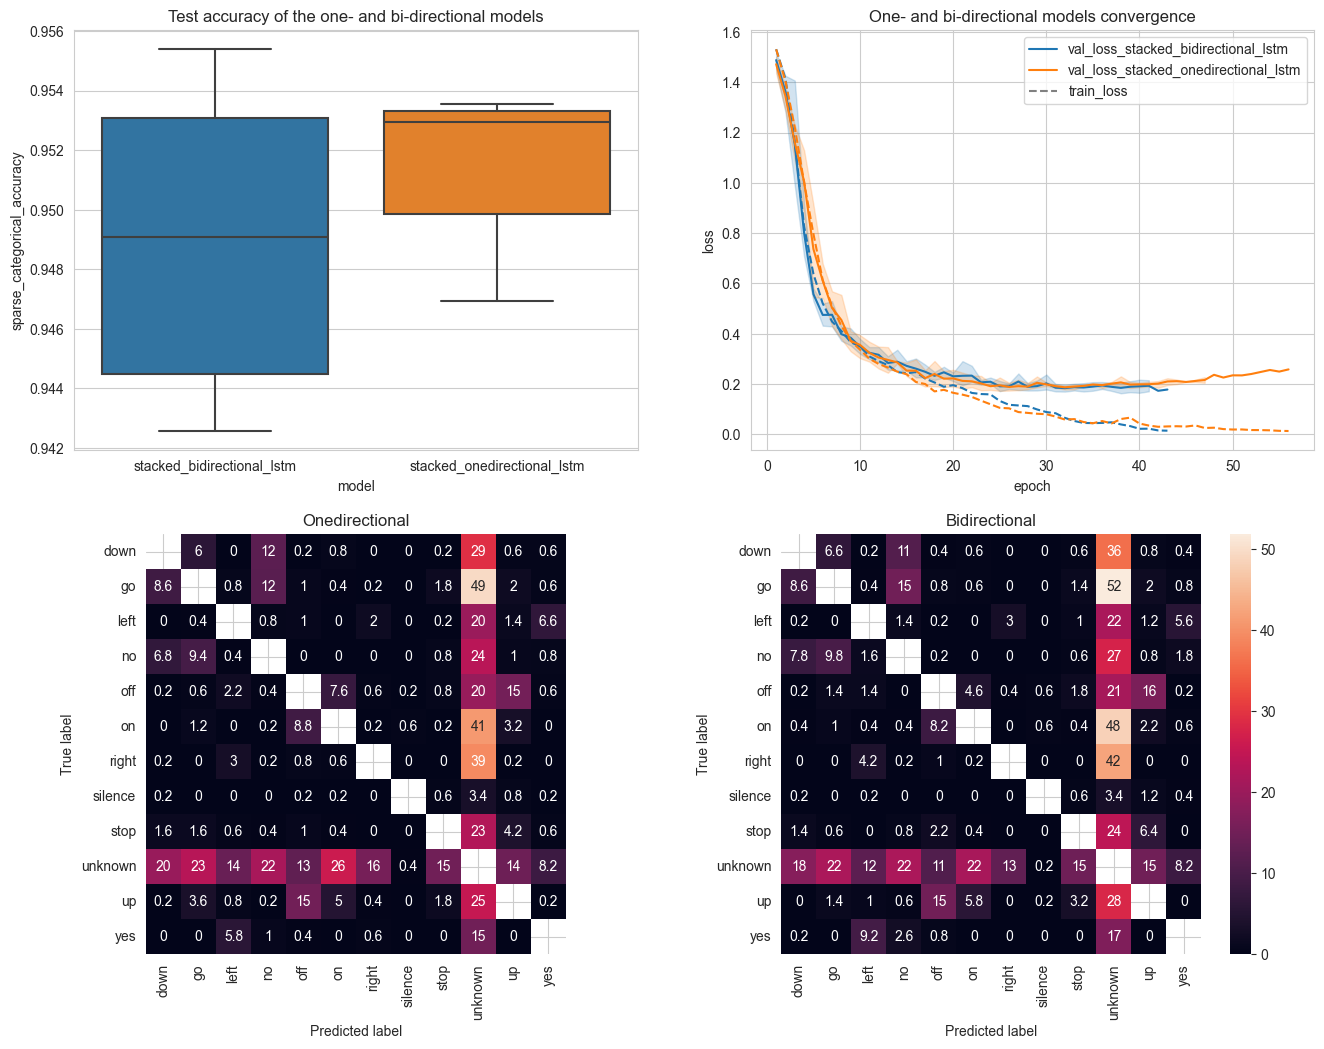 Test accuracy of the one- and bi-directional models
0.956
0.954
0.952
0.950
0.948
0.946
0.944
0.942
sparse_categorical_accuracy
stacked_bidirectional_lstm stacked_onedirectional_lstm
model
One- and bi-directional models convergence
1.6
1.4
1.2
1.0
0.8
0.6
0.4
0.2
0.0
loss
val_loss_stacked_bidirectional_lstm
val_loss_stacked_onedirectional_lstm
train_loss
0 10 20 30 40 50
epoch
Onedirectional
True label
down 6 0 12 0.2 0.8 0 0 0.2 29 0.6 0.6
go 8.6 0.8 12 1 0.4 0.2 0 1.8 49 2 0.6
left 0 0.4 0.8 1 0 2 0 0 20 1.4 6.6
no 6.8 9.4 0.4 0 0 0 0 0.8 24 1 0.8
off 0.2 0.6 2.2 0.4 7.6 0.6 0.2 0.8 20 15 0.6
on 0 1.2 0 0.2 8.8 0.2 0.6 0.2 41 3.2 0
right 0.2 0 3 0.2 0.8 0.6 0 0 39 0.2 0
silence 0.2 0 0 0 0.2 0.2 0 0.6 3.4 0.8 0.2
stop 1.6 1.6 0.6 0.4 1 0.4 0 0 23 4.2 0.6
unknown 20 23 14 22 13 26 16 0.4 15 14 8.2
up 0 3.6 0.8 0.2 15 5 0.4 0 1.8 25 0.2
yes 0 0 5.8 1 0.4 0 0.6 0 0 15 0
down go left no off on right silence stop unknown up yes
Predicted label
Bidirectional
True label
down 6.6 0.2 11 0.4 0.6 0 0 0.6 36 0.8 0.4
go 8.6 0.4 15 0.8 0.6 0 0 1.4 52 2 0.8
left 0.2 0 1.4 0.2 0 3 0 1 22 1.2 5.6
no 7.8 9.8 1.6 0.2 0 0 0 0.6 27 0.8 1.8
off 0.2 1.4 1.4 0 4.6 0.4 0.6 1.8 21 16 0.2
on 0.4 1 0.4 0.4 8.2 0 0.6 0.4 48 2.2 0.6
right 0 0 4.2 0.2 1 0.2 0 0 42 0 0
silence 0.2 0 0 0.2 0.2 0 0 0.6 3.4 1.2 0.4
stop 1.4 0.6 0 0.8 2.2 0.4 0 0 24 6.4 0
unknown 18 22 12 22 11 22 13 0.2 15 15 8.2
up 0 1.4 1 0.6 15 5.8 0 0.2 3.2 28 0
yes 0.2 0 9.2 2.6 0.8 0 0 0 0 17 0
down go left no off on right silence stop unknown up yes
Predicted label
50
40
30
20
10
0